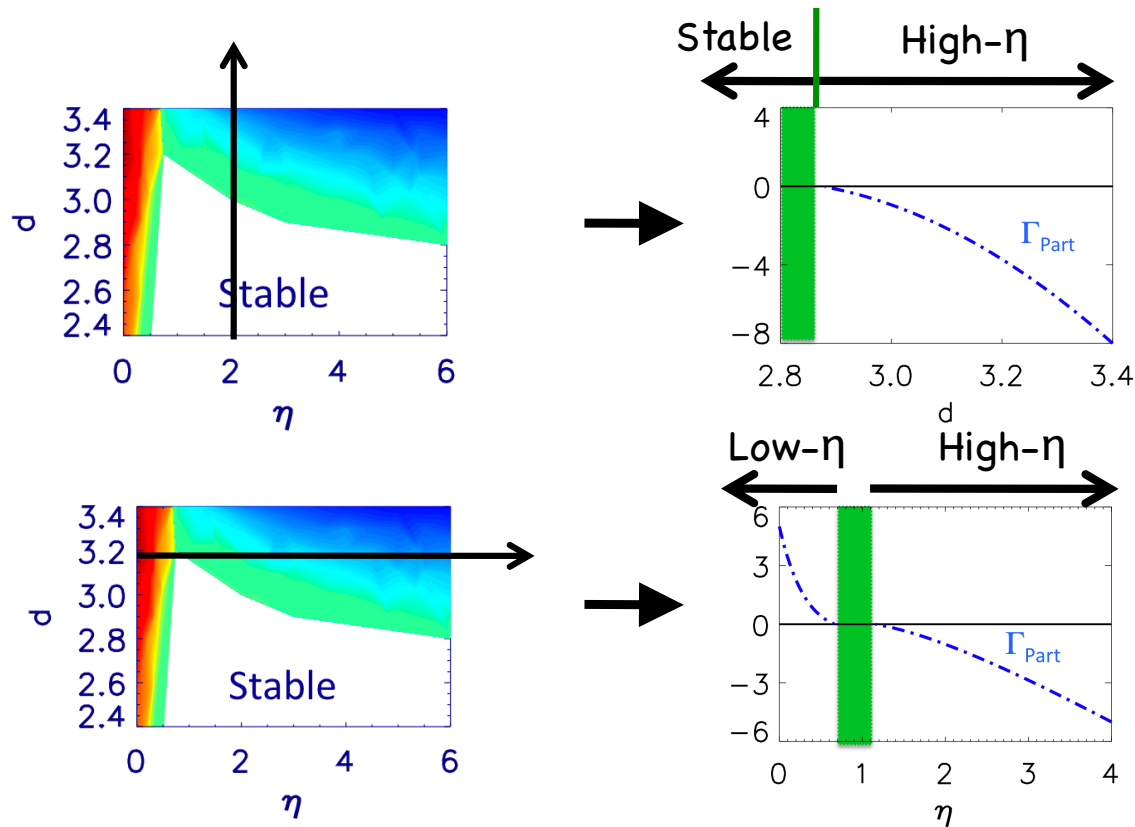 Stable High-η
3.4
3.2
3.0
2.8
2.6
2.4
d
Stable
0 2 4 6
η
4
0
−4
−8
Γ_Part
2.8 3.0 3.2 3.4
d
Low-η High-η
3.4
3.2
3.0
2.8
2.6
2.4
d
Stable
0 2 4 6
η
6
3
0
−3
−6
Γ_Part
0 1 2 3 4
η